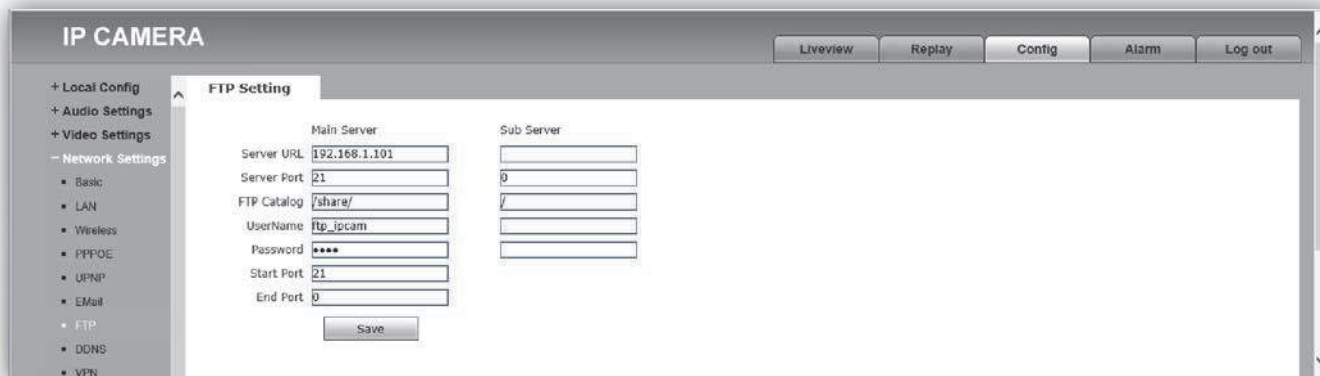 IP CAMERA
Liveview Replay Config Alarm Log out
+ Local Config
+ Audio Settings
+ Video Settings
− Network Settings
▪ Basic
▪ LAN
▪ Wireless
▪ PPPOE
▪ UPNP
▪ EMail
▪ FTP
▪ DDNS
▪ VPN
FTP Setting
Main Server Sub Server
Server URL 192.168.1.101
Server Port 21 0
FTP Catalog /share/ /
UserName ftp_ipcam
Password ••••
Start Port 21
End Port 0
Save